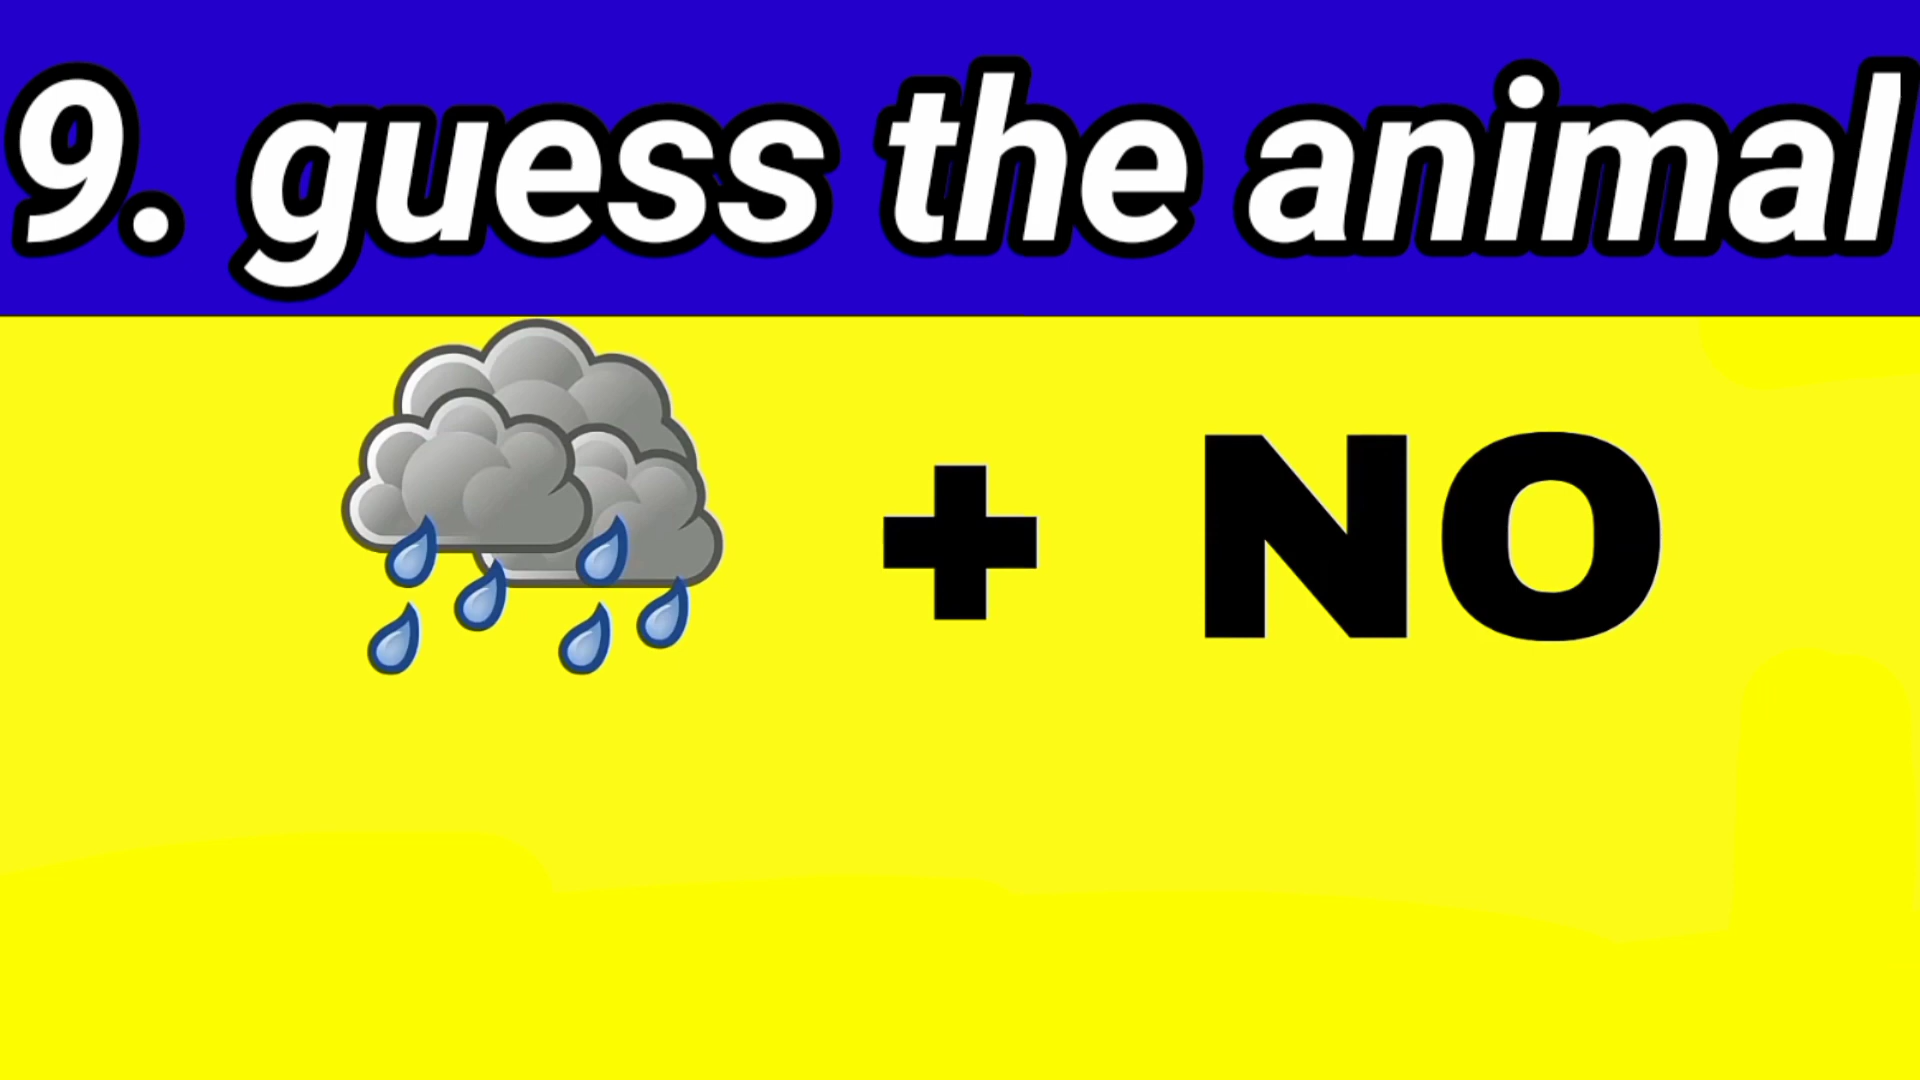 9. guess the animal
+ NO